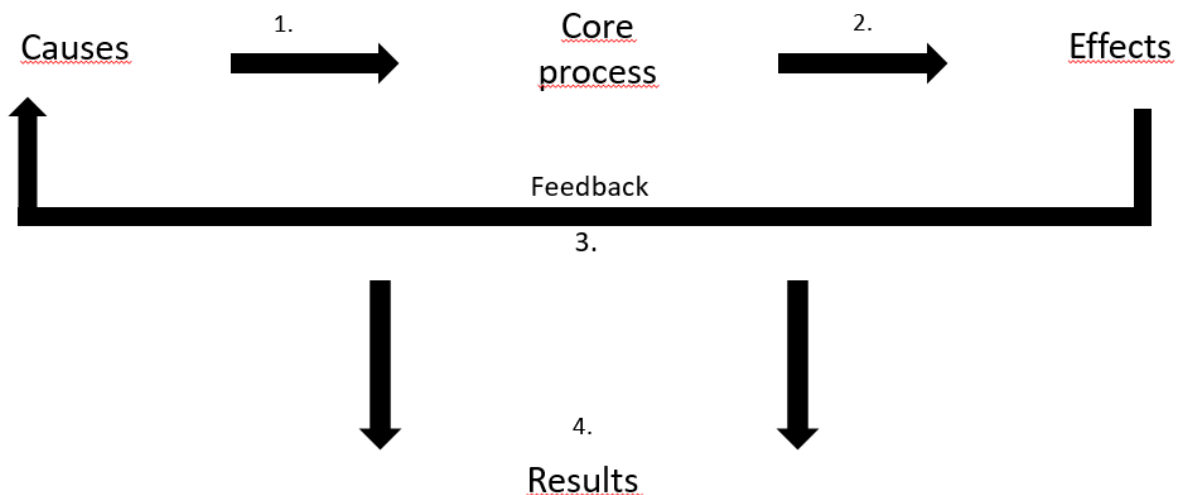 1.
2.
Causes
Core
process
Effects
Feedback
3.
4.
Results